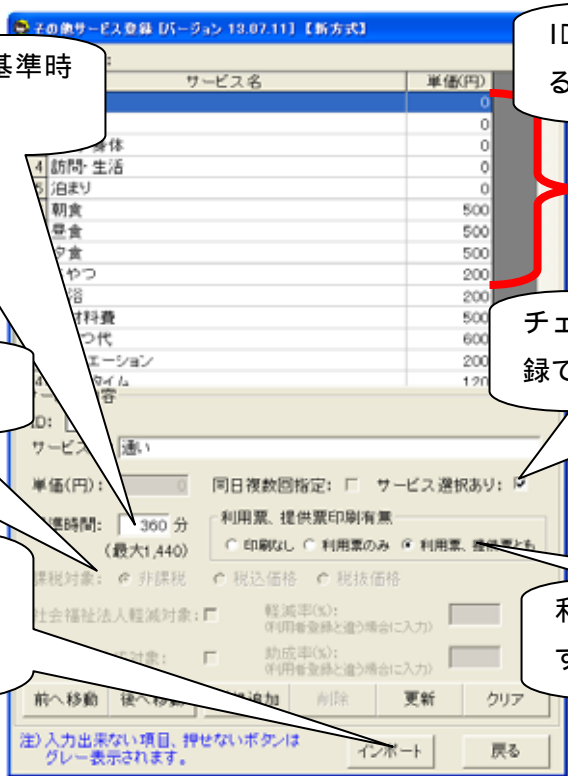 その他サービス登録 [バージョン 13.07.11]【新方式】
基準時
ID
る
サービス名 単価(円)
0
0
身体 0
4 訪問・生活 0
5 泊まり 0
朝食 500
昼食 500
夕食 500
やつ 200
浴 200
材料費 500
つ代 600
エーション 200
タイム 120
チェ
録で
容
ID:
サービス 通い
単価(円): 0 同日複数回指定: サービス選択あり:
準時間: 360 分
(最大1,440)
利用票、提供票印刷有無
印刷なし 利用票のみ 利用票、提供票とも
課税対象: 非課税 税込価格 税抜価格
社会福祉法人軽減対象: 軽減率(%):
(利用者登録と違う場合に入力)
対象: 助成率(%):
(利用者登録と違う場合に入力)
利
す
前へ移動 後へ移動 追加 削除 更新 クリア
注) 入力出来ない項目、押せないボタンは
グレー表示されます。
インポート 戻る